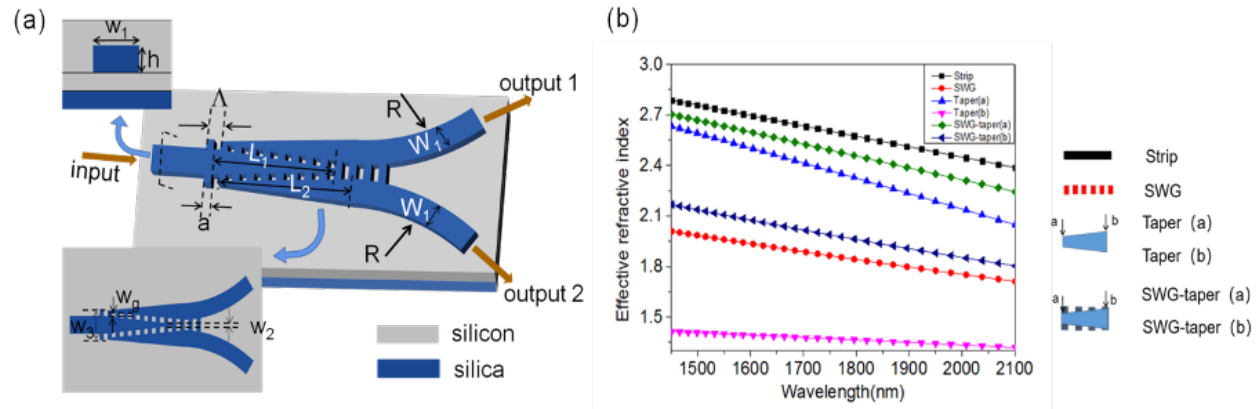 (a)
W₁
h
Λ
output 1
R
W₁
input
L₁
L₂
a
W₁
R
output 2
Wg
W₃
W₂
silicon
silica
(b)
Effective refractive index
3.0
2.7
2.4
2.1
1.8
1.5
Strip
SWG
Taper(a)
Taper(b)
SWG-taper(a)
SWG-taper(b)
1500 1600 1700 1800 1900 2000 2100
Wavelength(nm)
Strip
SWG
a b
Taper (a)
Taper (b)
a b
SWG-taper (a)
SWG-taper (b)